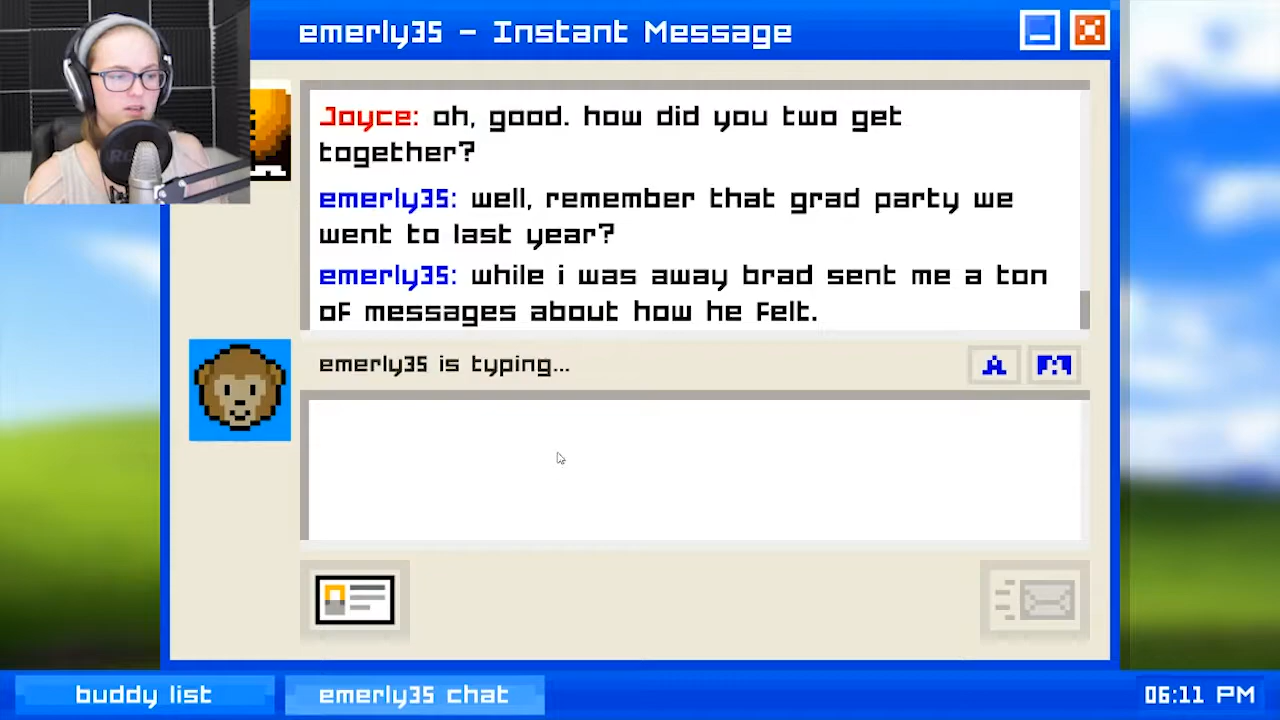 emerly35 - Instant Message
Joyce: oh, good. how did you two get
together?
emerly35: well, remember that grad party we
went to last year?
emerly35: while i was away brad sent me a ton
of messages about how he felt.
emerly35 is typing...
A
buddy list
emerly35 chat
06:11 PM